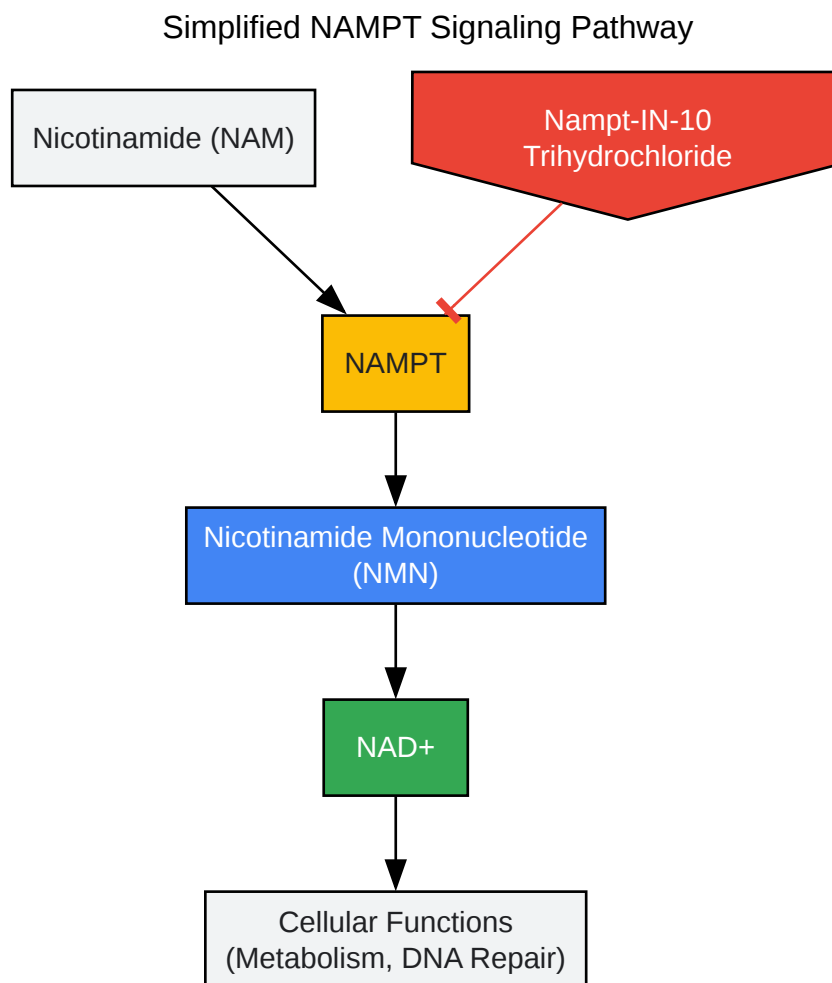 Simplified NAMPT Signaling Pathway
Nicotinamide (NAM)
Nampt-IN-10
Trihydrochloride
NAMPT
Nicotinamide Mononucleotide
(NMN)
NAD+
Cellular Functions
(Metabolism, DNA Repair)